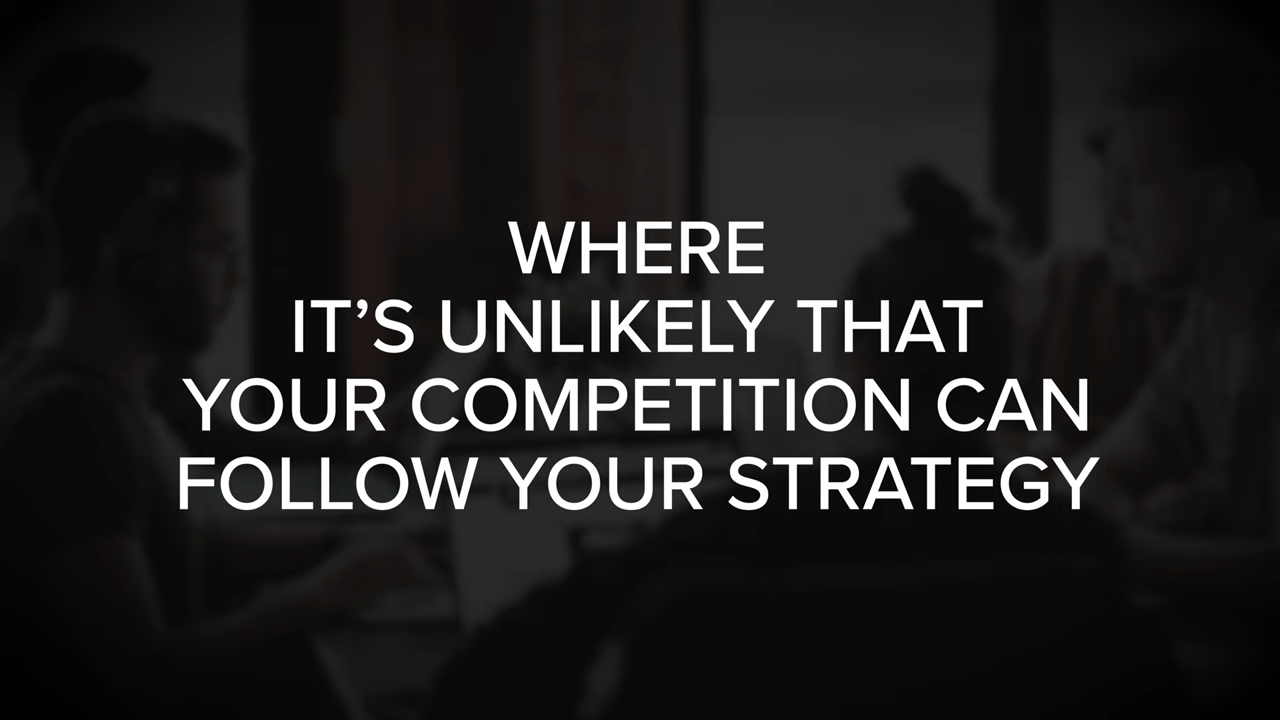 WHERE
IT’S UNLIKELY THAT
YOUR COMPETITION CAN
FOLLOW YOUR STRATEGY